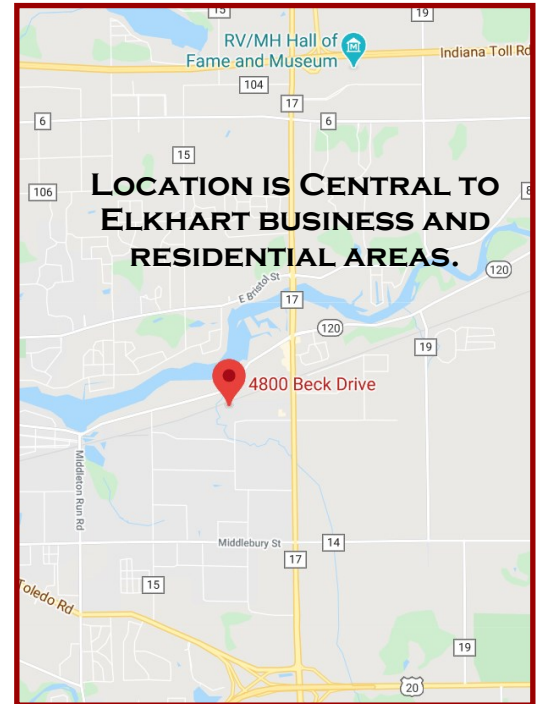 15
19
RV/MH Hall of
Fame and Museum
Indiana Toll Rd
104
17
6
6
15
106
LOCATION IS CENTRAL TO
ELKHART BUSINESS AND
RESIDENTIAL AREAS.
8
120
E Bristol St
17
120
19
4800 Beck Drive
Middleton Run Rd
Middlebury St
14
17
15
Toledo Rd
19
20